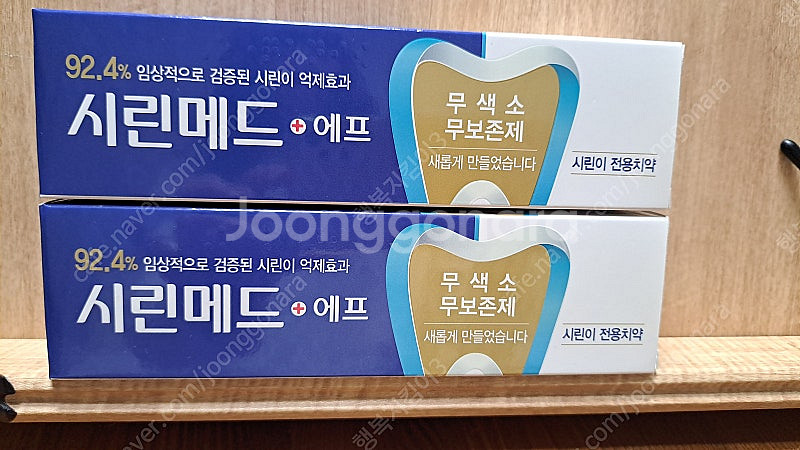 92.4% 임상적으로 검증된 시린이 억제효과
시린메드 + 에프
무 색 소
무보존제
새롭게 만들었습니다
시린이 전용치약
Joonggonara
92.4% 임상적으로 검증된 시린이 억제효과
시린메드 + 에프
무 색 소
무보존제
새롭게 만들었습니다
시린이 전용치약